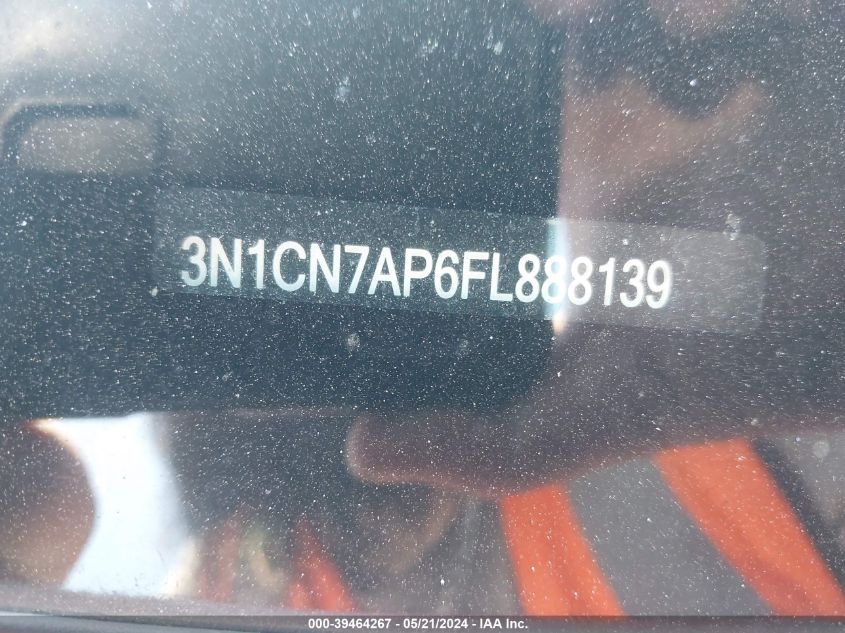 3N1CN7AP6FL888139
000-39464267 - 05/21/2024 - IAA Inc.